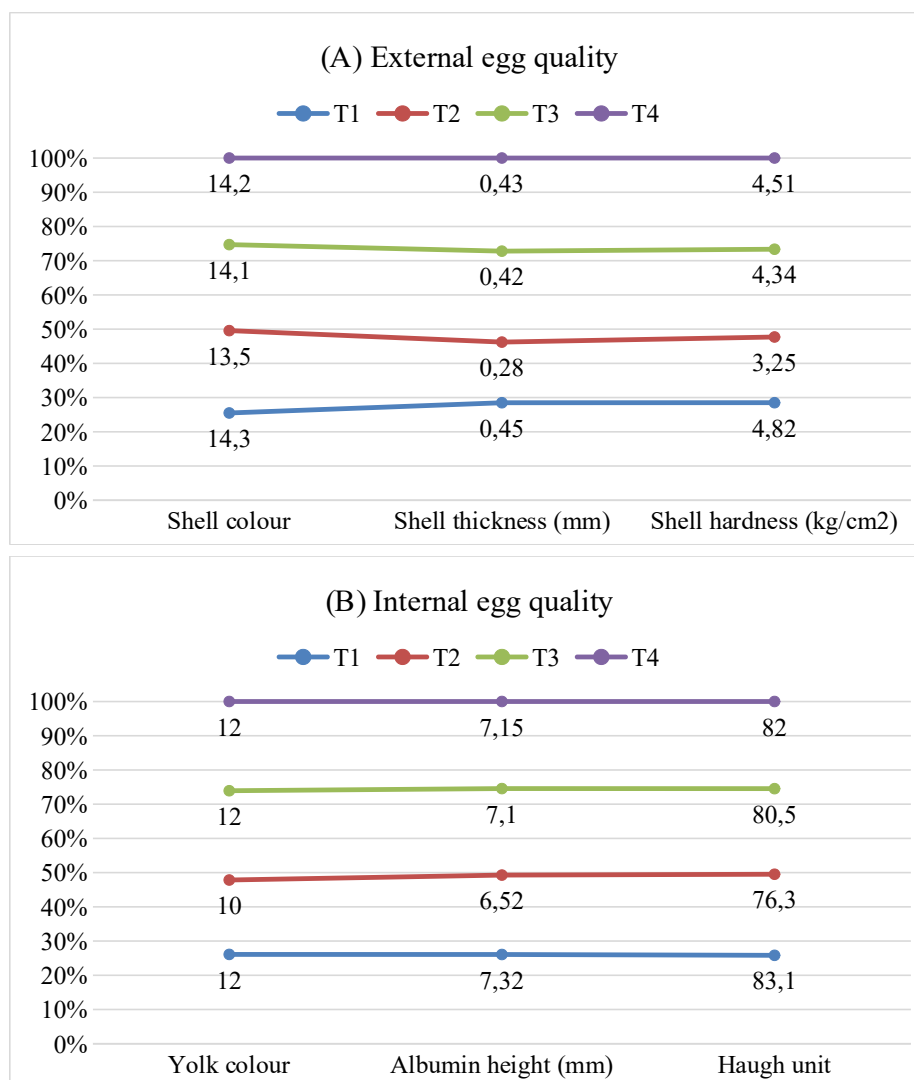 (A) External egg quality
T1 T2 T3 T4
100%
14,2 0,43 4,51
90%
80%
70%
14,1 0,42 4,34
60%
50%
40%
13,5 0,28 3,25
30%
20%
14,3 0,45 4,82
10%
0%
Shell colour Shell thickness (mm) Shell hardness (kg/cm2)
(B) Internal egg quality
T1 T2 T3 T4
100%
12 7,15 82
90%
80%
70%
12 7,1 80,5
60%
50%
40%
10 6,52 76,3
30%
20%
12 7,32 83,1
10%
0%
Yolk colour Albumin height (mm) Haugh unit